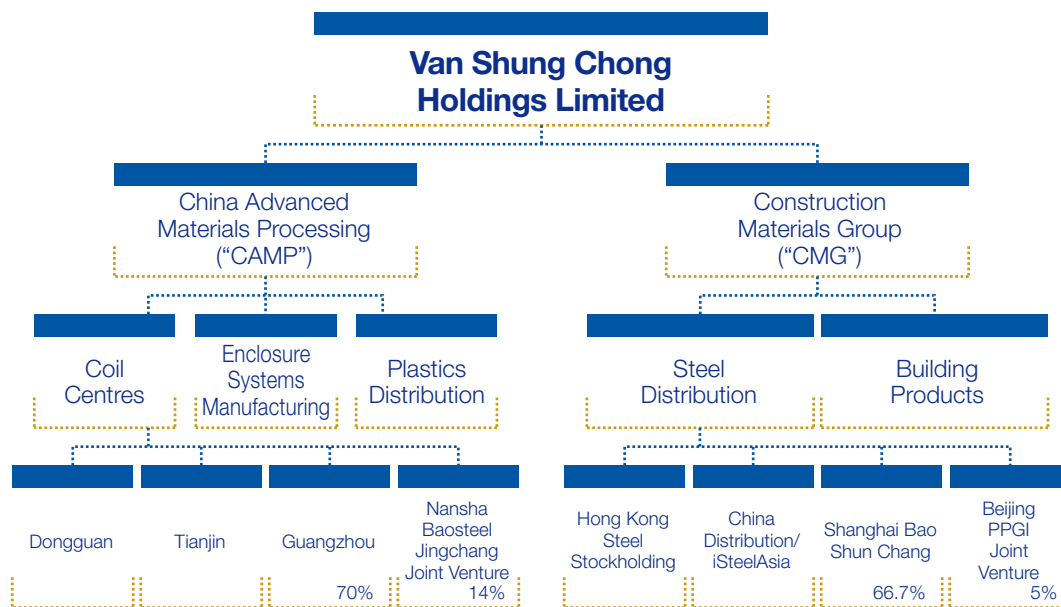 Van Shung Chong
Holdings Limited
China Advanced
Materials Processing
(“CAMP”)
Construction
Materials Group
(“CMG”)
Coil
Centres
Enclosure
Systems
Manufacturing
Plastics
Distribution
Steel
Distribution
Building
Products
Dongguan
Tianjin
Guangzhou
70%
Nansha
Baosteel
Jingchang
Joint Venture
14%
Hong Kong
Steel
Stockholding
China
Distribution/
iSteelAsia
Shanghai Bao
Shun Chang
66.7%
Beijing
PPGI
Joint
Venture
5%